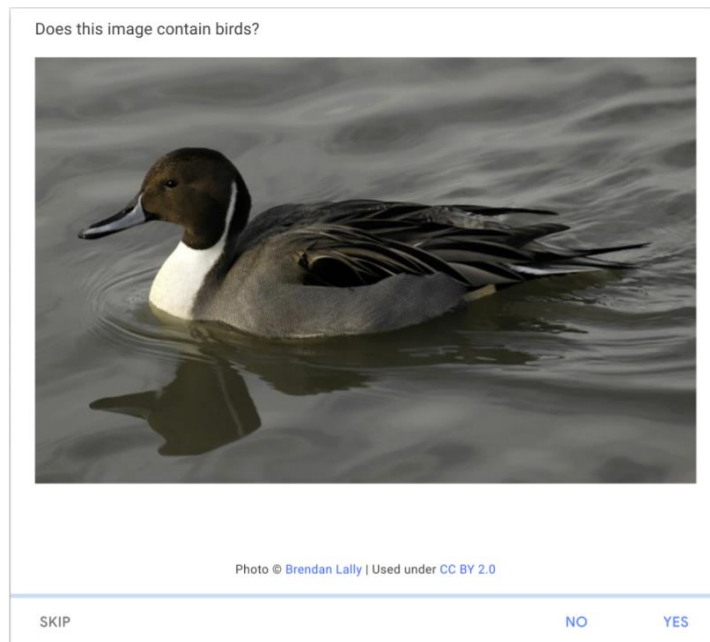 Does this image contain birds?
Photo © Brendan Lally | Used under CC BY 2.0
SKIP NO YES